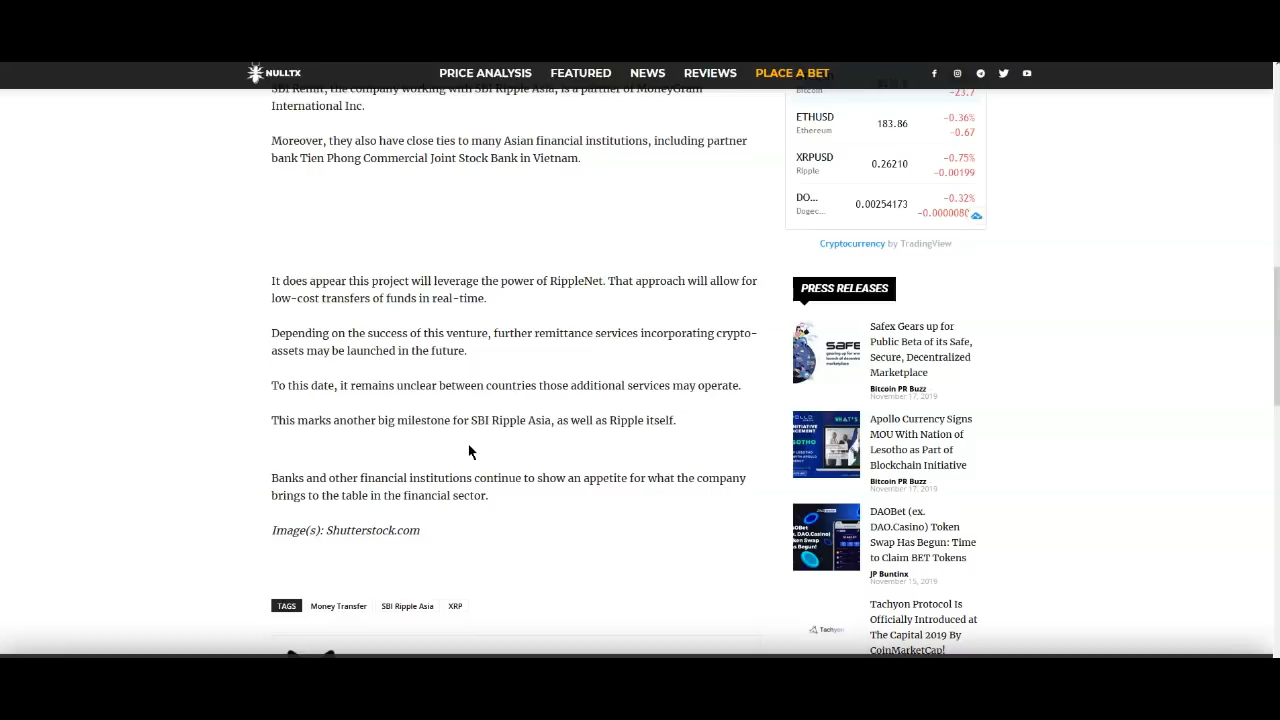 NULLTX
PRICE ANALYSIS
FEATURED
NEWS
REVIEWS
PLACE A BET
SBI Remit, the company working with SBI Ripple Asia, is a partner of MoneyGram
International Inc.
Moreover, they also have close ties to many Asian financial institutions, including partner
bank Tien Phong Commercial Joint Stock Bank in Vietnam.
It does appear this project will leverage the power of RippleNet. That approach will allow for
low-cost transfers of funds in real-time.
Depending on the success of this venture, further remittance services incorporating crypto-
assets may be launched in the future.
To this date, it remains unclear between countries those additional services may operate.
This marks another big milestone for SBI Ripple Asia, as well as Ripple itself.
Banks and other financial institutions continue to show an appetite for what the company
brings to the table in the financial sector.
Image(s): Shutterstock.com
TAGS
Money Transfer
SBI Ripple Asia
XRP
Bitcoin
-23.7
ETHUSD
Ethereum
183.86
-0.36%
-0.67
XRPUSD
Ripple
0.26210
-0.75%
-0.00199
DO...
Dogec...
0.00254173
-0.32%
-0.0000080
Cryptocurrency by TradingView
PRESS RELEASES
Safex Gears up for
Public Beta of its Safe,
Secure, Decentralized
Marketplace
Bitcoin PR Buzz
November 17, 2019
Apollo Currency Signs
MOU With Nation of
Lesotho as Part of
Blockchain Initiative
Bitcoin PR Buzz
November 17, 2019
DAOBet (ex.
DAO.Casino) Token
Swap Has Begun: Time
to Claim BET Tokens
JP Buntinx
November 15, 2019
Tachyon Protocol Is
Officially Introduced at
The Capital 2019 By
CoinMarketCap!
Tachyon